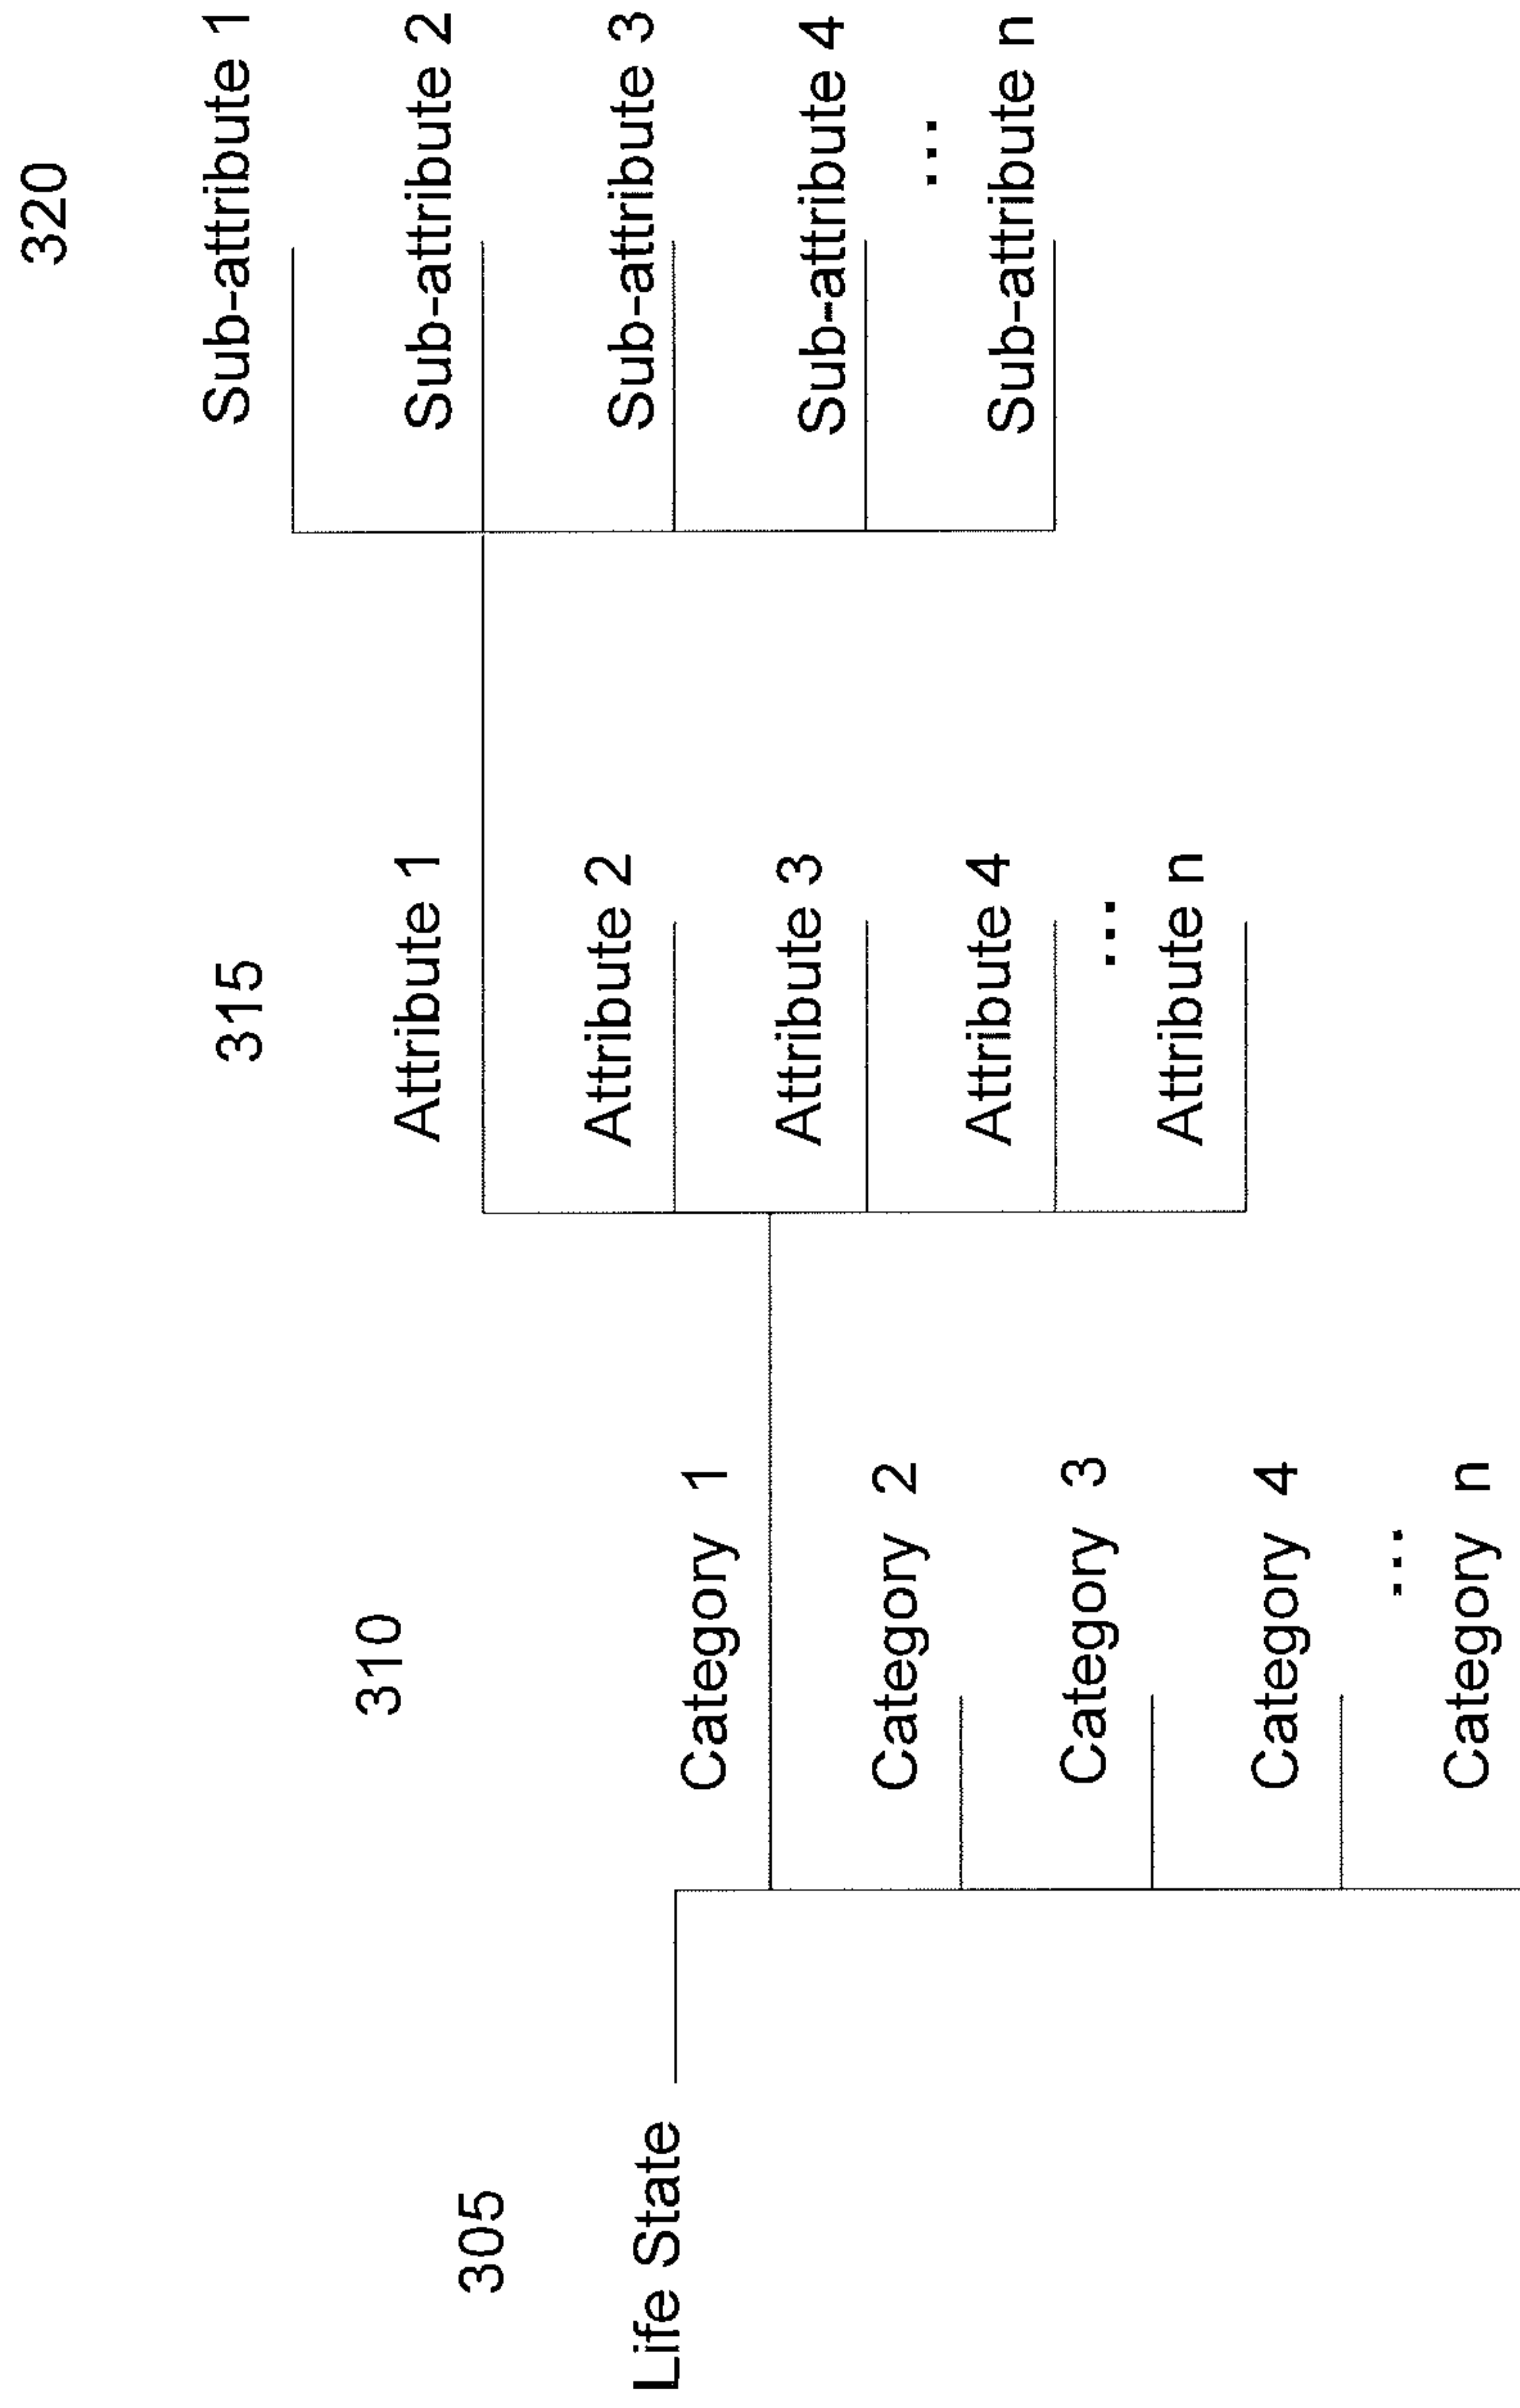 305
310
315
320
Life State
Category 1
Category 2
Category 3
Category 4
...
Category n
Attribute 1
Attribute 2
Attribute 3
Attribute 4
...
Attribute n
Sub-attribute 1
Sub-attribute 2
Sub-attribute 3
Sub-attribute 4
...
Sub-attribute n